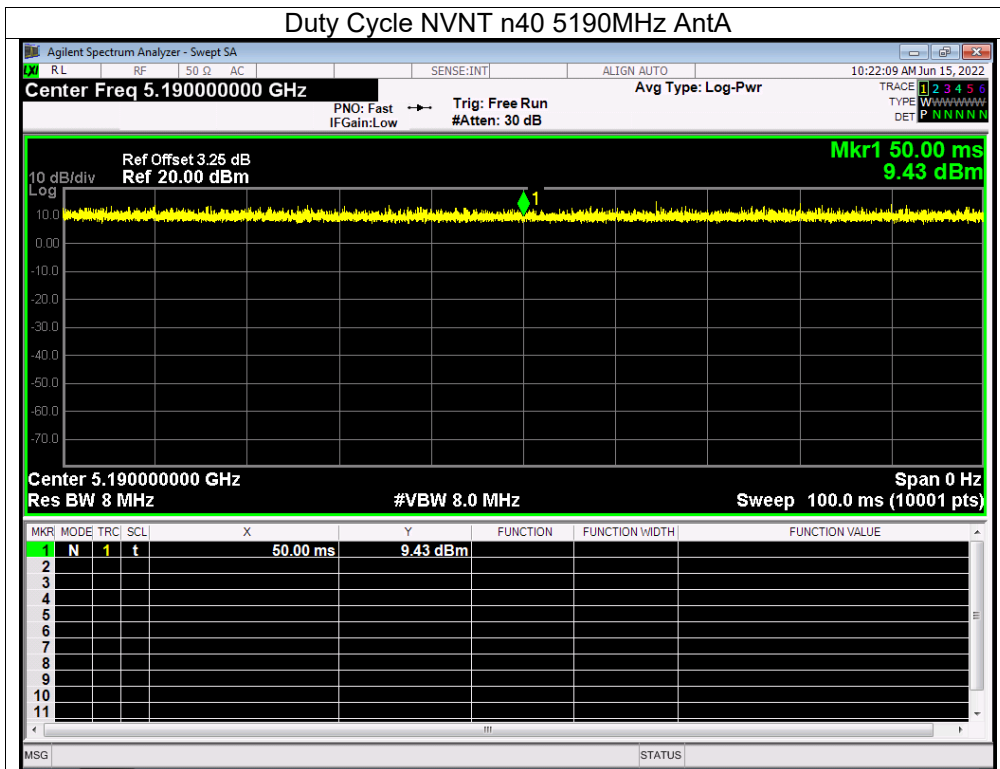 Duty Cycle NVNT n40 5190MHz AntA
Agilent Spectrum Analyzer - Swept SA
LXI RL RF 50 Ω AC SENSE:INT ALIGN AUTO 10:22:09 AM Jun 15, 2022
Center Freq 5.190000000 GHz Avg Type: Log-Pwr TRACE 1 2 3 4 5 6
PNO: Fast Trig: Free Run TYPE WWWWWWW
IFGain:Low #Atten: 30 dB DET P N N N N N
Mkr1 50.00 ms
Ref Offset 3.25 dB
10 dB/div Ref 20.00 dBm 9.43 dBm
Log
1
10.0
0.00
-10.0
-20.0
-30.0
-40.0
-50.0
-60.0
-70.0
Center 5.190000000 GHz Span 0 Hz
Res BW 8 MHz #VBW 8.0 MHz Sweep 100.0 ms (10001 pts)
MKR MODE TRC SCL X Y FUNCTION FUNCTION WIDTH FUNCTION VALUE
1 N 1 t 50.00 ms 9.43 dBm
2
3
4
5
6
7
8
9
10
11
MSG STATUS